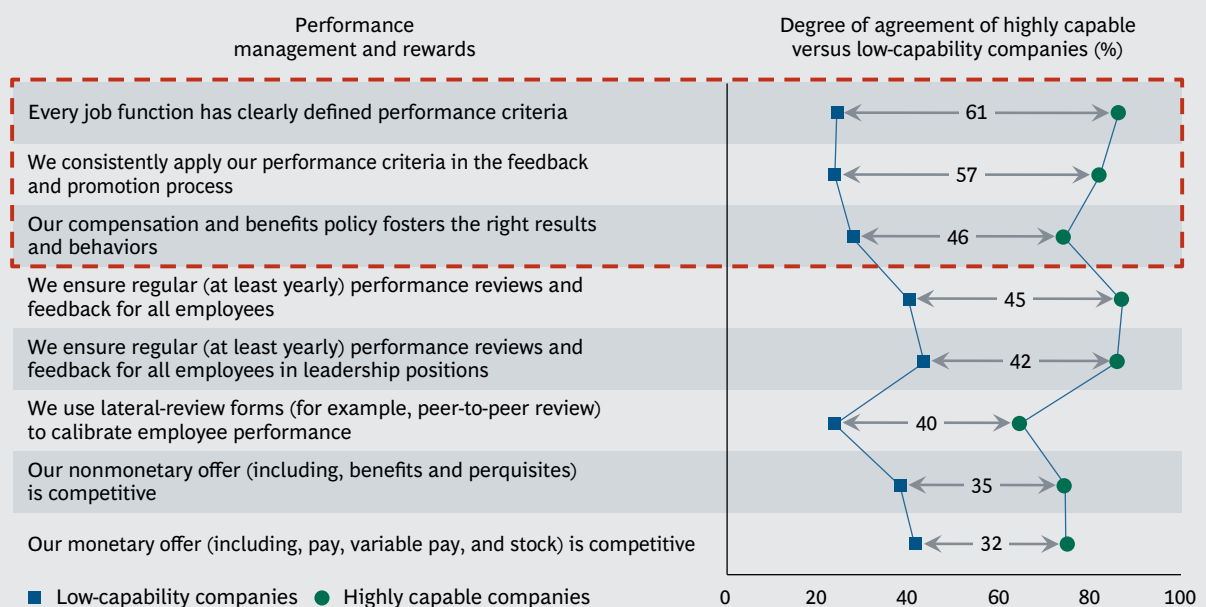 Performance
management and rewards
Degree of agreement of highly capable
versus low-capability companies (%)
Every job function has clearly defined performance criteria
61
We consistently apply our performance criteria in the feedback
and promotion process
57
Our compensation and benefits policy fosters the right results
and behaviors
46
We ensure regular (at least yearly) performance reviews and
feedback for all employees
45
We ensure regular (at least yearly) performance reviews and
feedback for all employees in leadership positions
42
We use lateral-review forms (for example, peer-to-peer review)
to calibrate employee performance
40
Our nonmonetary offer (including, benefits and perquisites)
is competitive
35
Our monetary offer (including, pay, variable pay, and stock) is competitive
32
Low-capability companies Highly capable companies
0 20 40 60 80 100